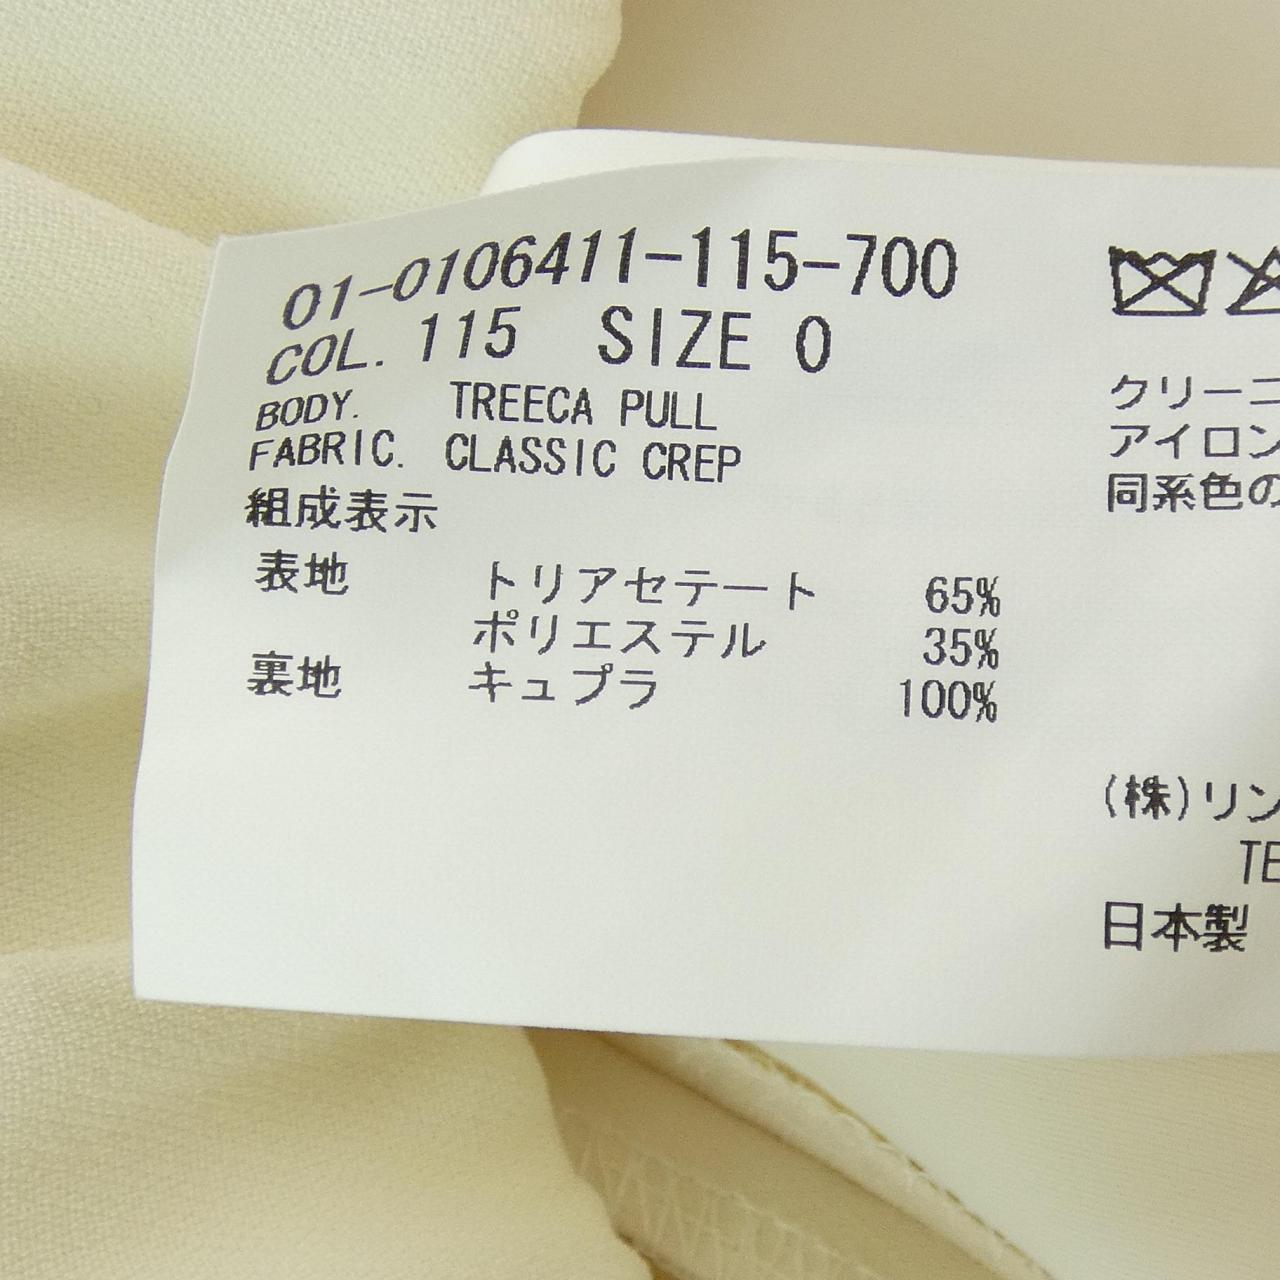 01-0106411-115-700
COL. 115 SIZE 0
BODY. TREECA PULL
FABRIC. CLASSIC CREP
組成表示
表地 トリアセテート 65%
ポリエステル 35%
裏地 キュプラ 100%
クリーニ
アイロン
同系色の
(株)リン
TE
日本製